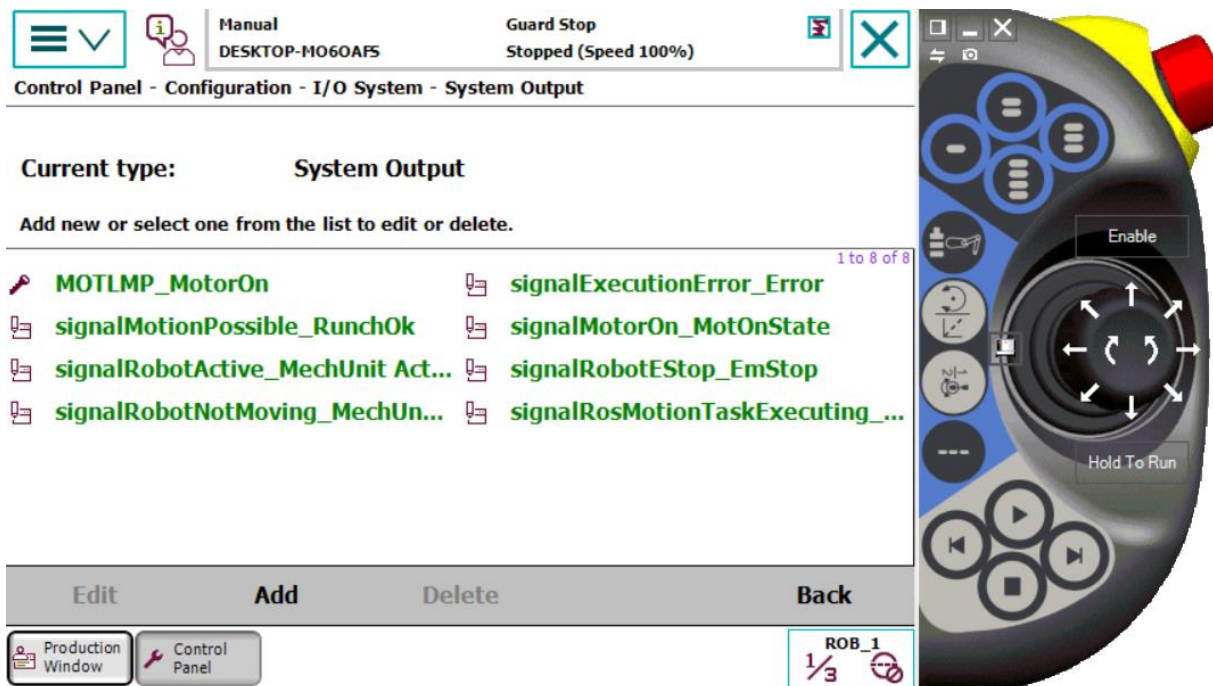 Manual
DESKTOP-MO6OAFS
Guard Stop
Stopped (Speed 100%)
Control Panel - Configuration - I/O System - System Output
Current type: System Output
Add new or select one from the list to edit or delete.
1 to 8 of 8
MOTLMP_MotorOn
signalExecutionError_Error
signalMotionPossible_RunchOk
signalMotorOn_MotOnState
signalRobotActive_MechUnit Act...
signalRobotEStop_EmStop
signalRobotNotMoving_MechUn...
signalRosMotionTaskExecuting_...
Edit Add Delete Back
Production
Window
Control
Panel
ROB_1
1/3
Enable
Hold To Run